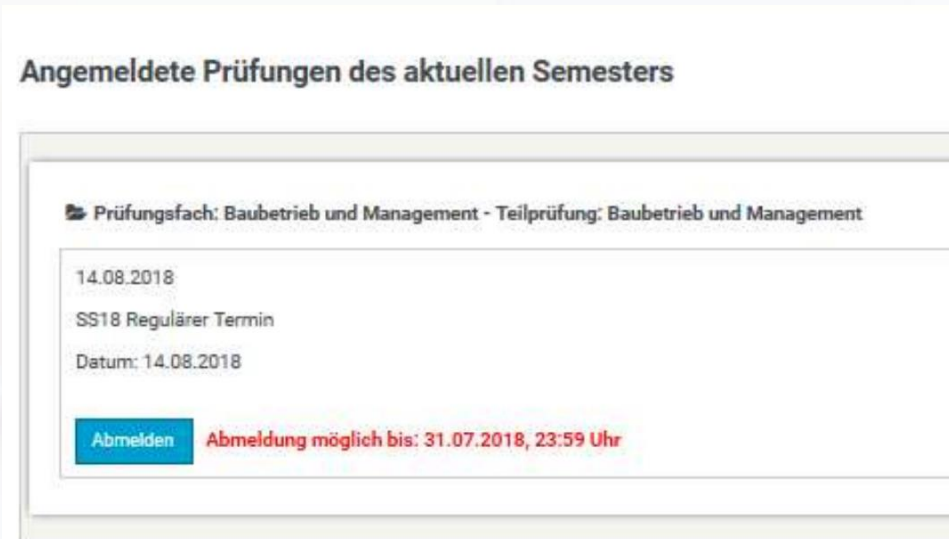 Angemeldete Prüfungen des aktuellen Semesters
Prüfungsfach: Baubetrieb und Management - Teilprüfung: Baubetrieb und Management
14.08.2018
SS18 Regulärer Termin
Datum: 14.08.2018
Abmelden Abmeldung möglich bis: 31.07.2018, 23:59 Uhr